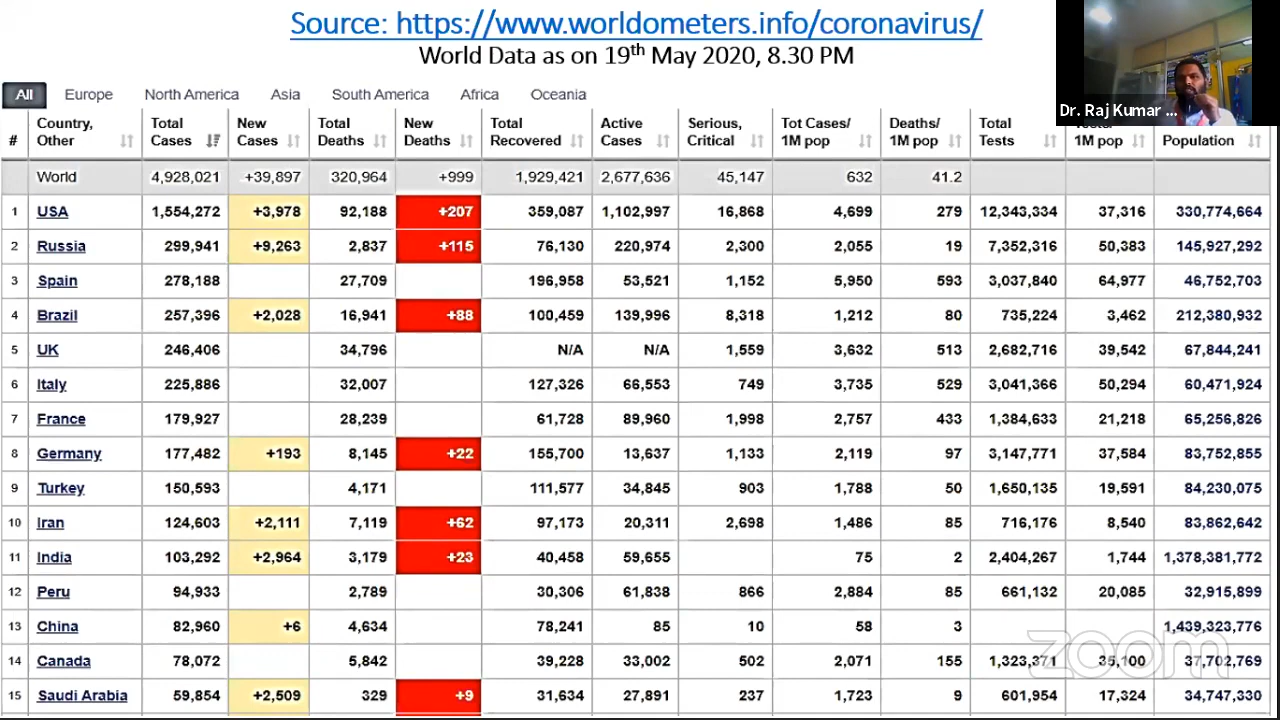 Source: https://www.worldometers.info/coronavirus/
World Data as on 19th May 2020, 8.30 PM
Dr. Raj Kumar ...
All Europe North America Asia South America Africa Oceania
# Country, Other Total Cases New Cases Total Deaths New Deaths Total Recovered Active Cases Serious, Critical Tot Cases/ 1M pop Deaths/ 1M pop Total Tests 1M pop Population
World 4,928,021 +39,897 320,964 +999 1,929,421 2,677,636 45,147 632 41.2
1 USA 1,554,272 +3,978 92,188 +207 359,087 1,102,997 16,868 4,699 279 12,343,334 37,316 330,774,664
2 Russia 299,941 +9,263 2,837 +115 76,130 220,974 2,300 2,055 19 7,352,316 50,383 145,927,292
3 Spain 278,188 27,709 196,958 53,521 1,152 5,950 593 3,037,840 64,977 46,752,703
4 Brazil 257,396 +2,028 16,941 +88 100,459 139,996 8,318 1,212 80 735,224 3,462 212,380,932
5 UK 246,406 34,796 N/A N/A 1,559 3,632 513 2,682,716 39,542 67,844,241
6 Italy 225,886 32,007 127,326 66,553 749 3,735 529 3,041,366 50,294 60,471,924
7 France 179,927 28,239 61,728 89,960 1,998 2,757 433 1,384,633 21,218 65,256,826
8 Germany 177,482 +193 8,145 +22 155,700 13,637 1,133 2,119 97 3,147,771 37,584 83,752,855
9 Turkey 150,593 4,171 111,577 34,845 903 1,788 50 1,650,135 19,591 84,230,075
10 Iran 124,603 +2,111 7,119 +62 97,173 20,311 2,698 1,486 85 716,176 8,540 83,862,642
11 India 103,292 +2,964 3,179 +23 40,458 59,655 75 2 2,404,267 1,744 1,378,381,772
12 Peru 94,933 2,789 30,306 61,838 866 2,884 85 661,132 20,085 32,915,899
13 China 82,960 +6 4,634 78,241 85 10 58 3 1,439,323,776
14 Canada 78,072 5,842 39,228 33,002 502 2,071 155 1,323,371 35,100 37,702,769
15 Saudi Arabia 59,854 +2,509 329 +9 31,634 27,891 237 1,723 9 601,954 17,324 34,747,330
zoom